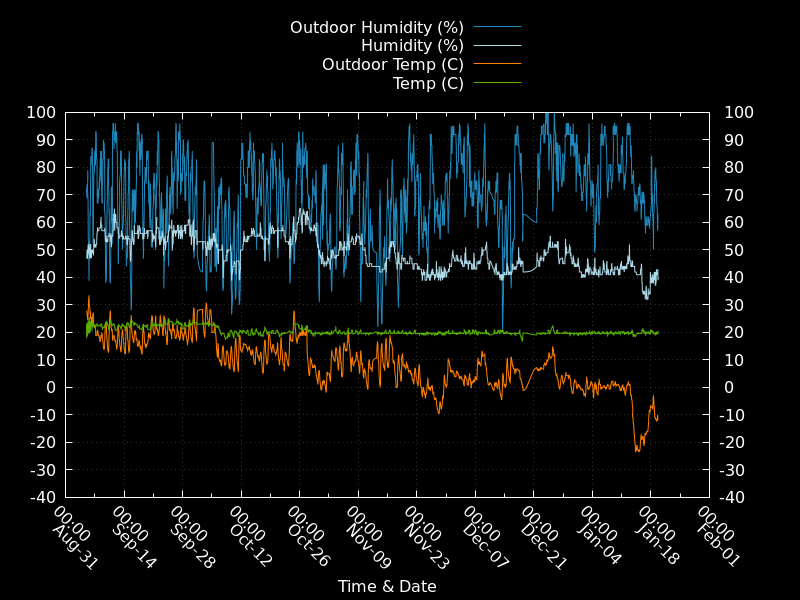 Outdoor Humidity (%)
Humidity (%)
Outdoor Temp (C)
Temp (C)
100 100
90 90
80 80
70 70
60 60
50 50
40 40
30 30
20 20
10 10
0 0
-10 -10
-20 -20
-30 -30
-40 -40
00:00 Aug-31
00:00 Sep-14
00:00 Sep-28
00:00 Oct-12
00:00 Oct-26
00:00 Nov-09
00:00 Nov-23
00:00 Dec-07
00:00 Dec-21
00:00 Jan-04
00:00 Jan-18
00:00 Feb-01
Time & Date